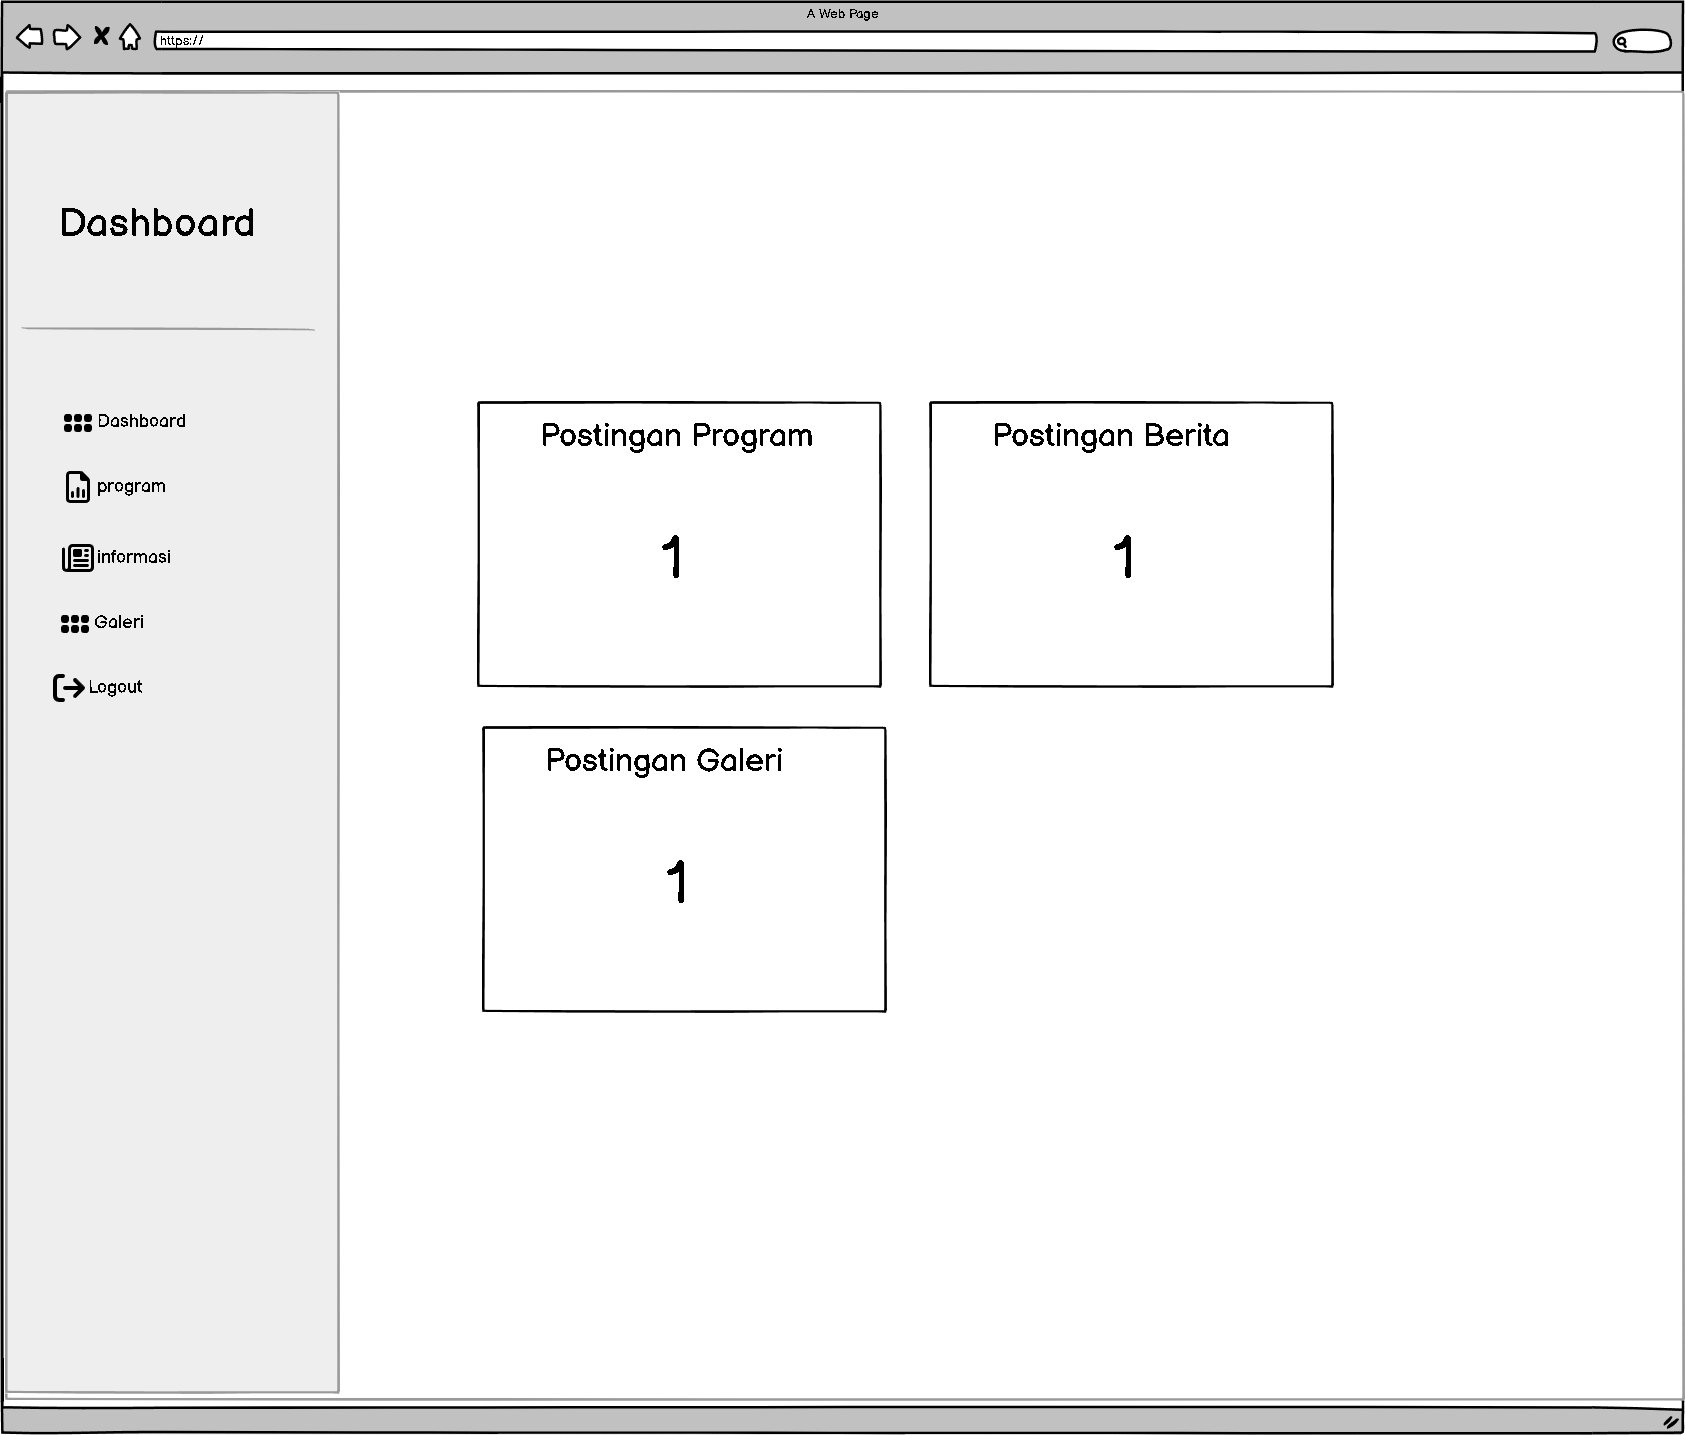 A Web Page
https://
Dashboard
Dashboard
program
informasi
Galeri
Logout
Postingan Program
1
Postingan Berita
1
Postingan Galeri
1